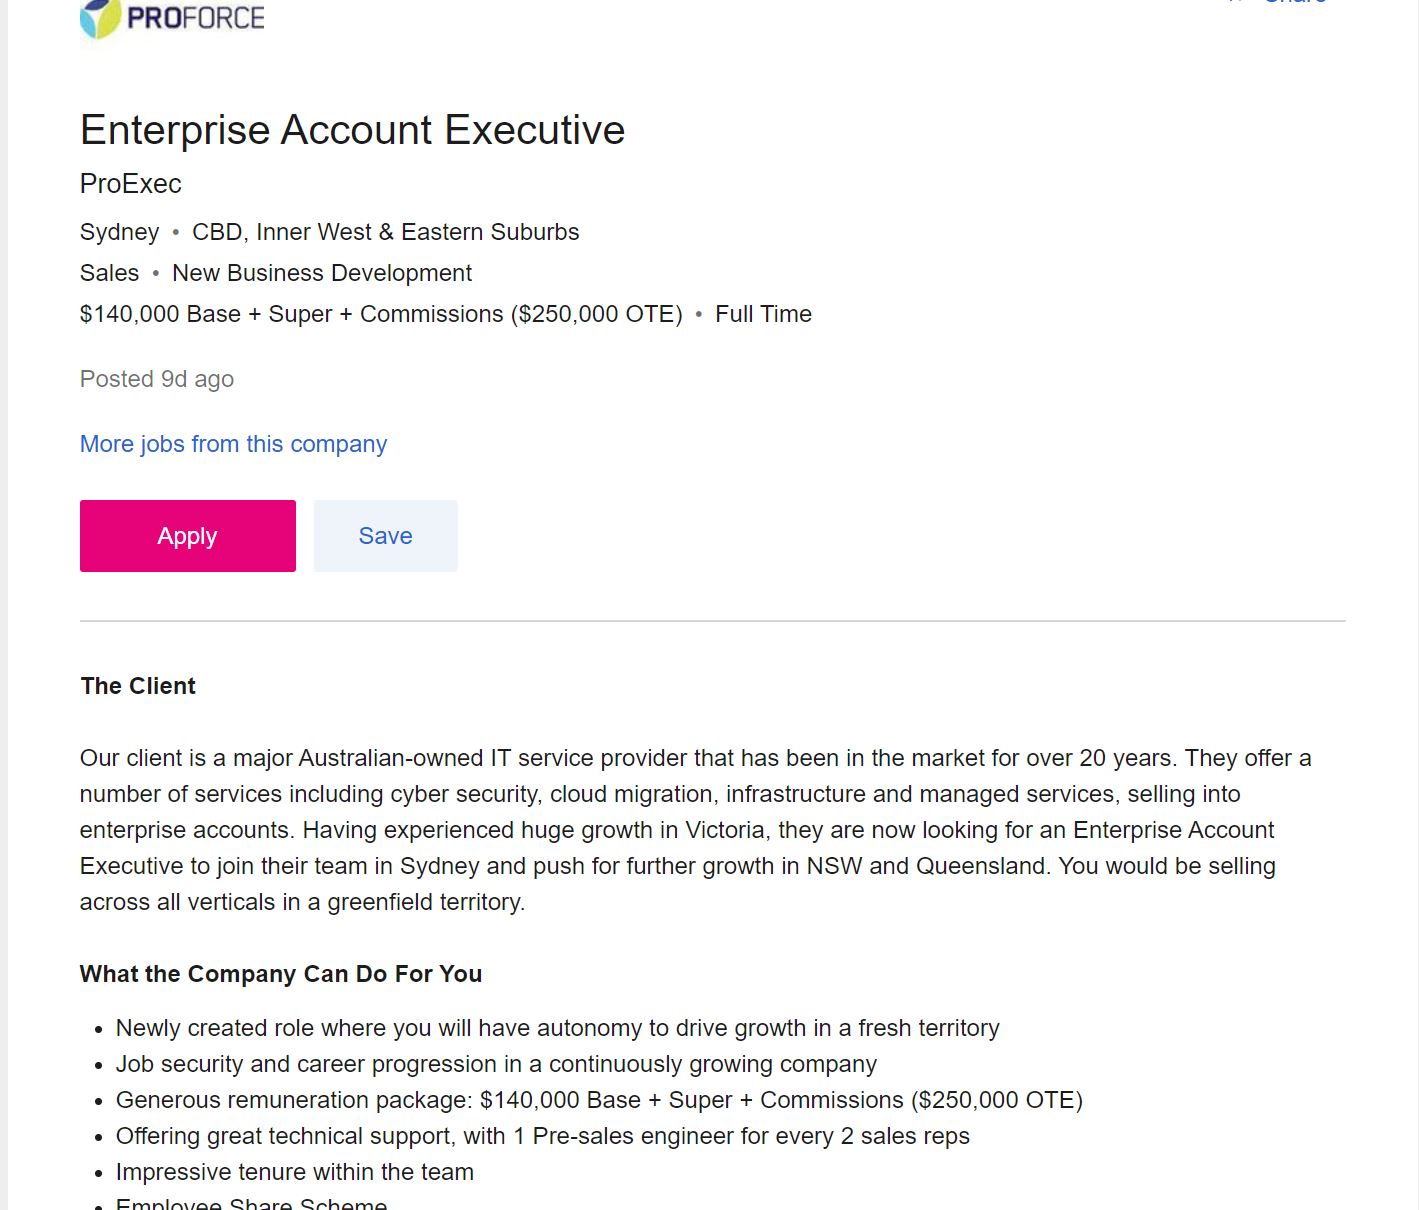 PROFORCE
Share
Enterprise Account Executive
ProExec
Sydney • CBD, Inner West & Eastern Suburbs
Sales • New Business Development
$140,000 Base + Super + Commissions ($250,000 OTE) • Full Time
Posted 9d ago
More jobs from this company
Apply Save
The Client
Our client is a major Australian-owned IT service provider that has been in the market for over 20 years. They offer a
number of services including cyber security, cloud migration, infrastructure and managed services, selling into
enterprise accounts. Having experienced huge growth in Victoria, they are now looking for an Enterprise Account
Executive to join their team in Sydney and push for further growth in NSW and Queensland. You would be selling
across all verticals in a greenfield territory.
What the Company Can Do For You
• Newly created role where you will have autonomy to drive growth in a fresh territory
• Job security and career progression in a continuously growing company
• Generous remuneration package: $140,000 Base + Super + Commissions ($250,000 OTE)
• Offering great technical support, with 1 Pre-sales engineer for every 2 sales reps
• Impressive tenure within the team
• Employee Share Scheme